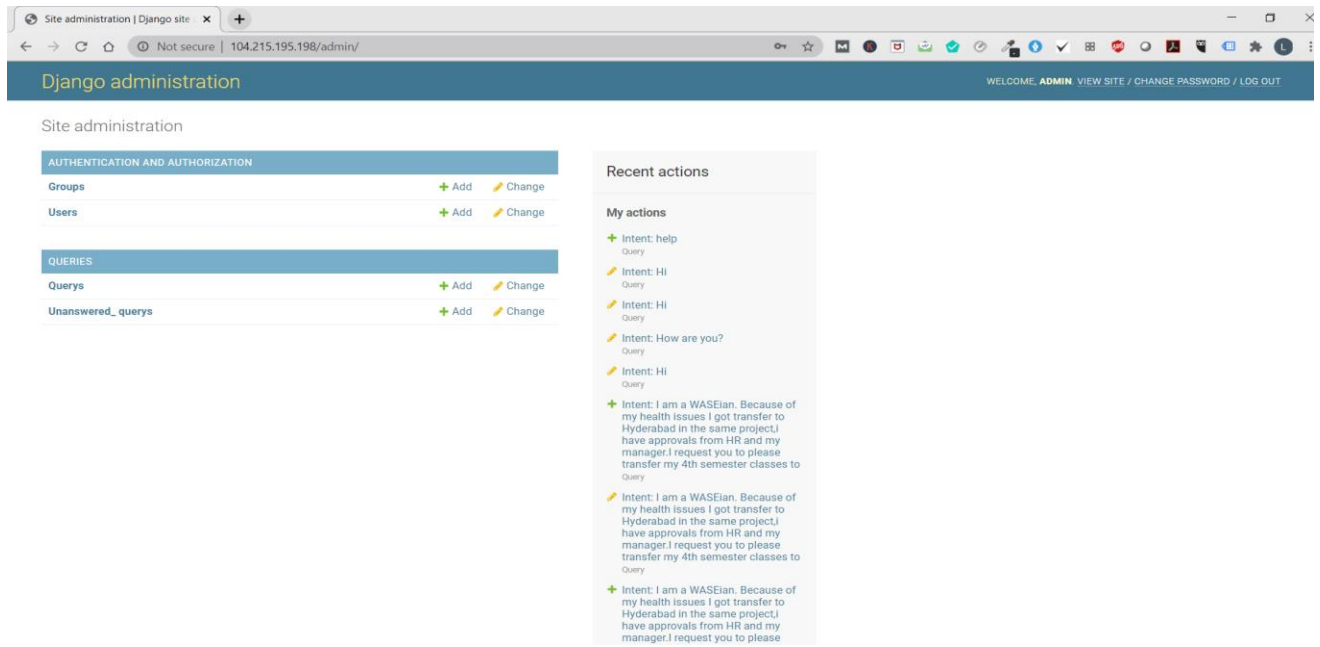 Site administration | Django site
Not secure | 104.215.195.198/admin/
Django administration
WELCOME, ADMIN. VIEW SITE / CHANGE PASSWORD / LOG OUT
Site administration
AUTHENTICATION AND AUTHORIZATION
Groups + Add Change
Users + Add Change
QUERIES
Querys + Add Change
Unanswered_ querys + Add Change
Recent actions
My actions
+ Intent: help
Query
Intent: Hi
Query
Intent: Hi
Query
Intent: How are you?
Query
Intent: Hi
Query
+ Intent: I am a WASEian. Because of
my health issues I got transfer to
Hyderabad in the same project,i
have approvals from HR and my
manager.I request you to please
transfer my 4th semester classes to
Query
Intent: I am a WASEian. Because of
my health issues I got transfer to
Hyderabad in the same project,i
have approvals from HR and my
manager.I request you to please
transfer my 4th semester classes to
Query
+ Intent: I am a WASEian. Because of
my health issues I got transfer to
Hyderabad in the same project,i
have approvals from HR and my
manager.I request you to please